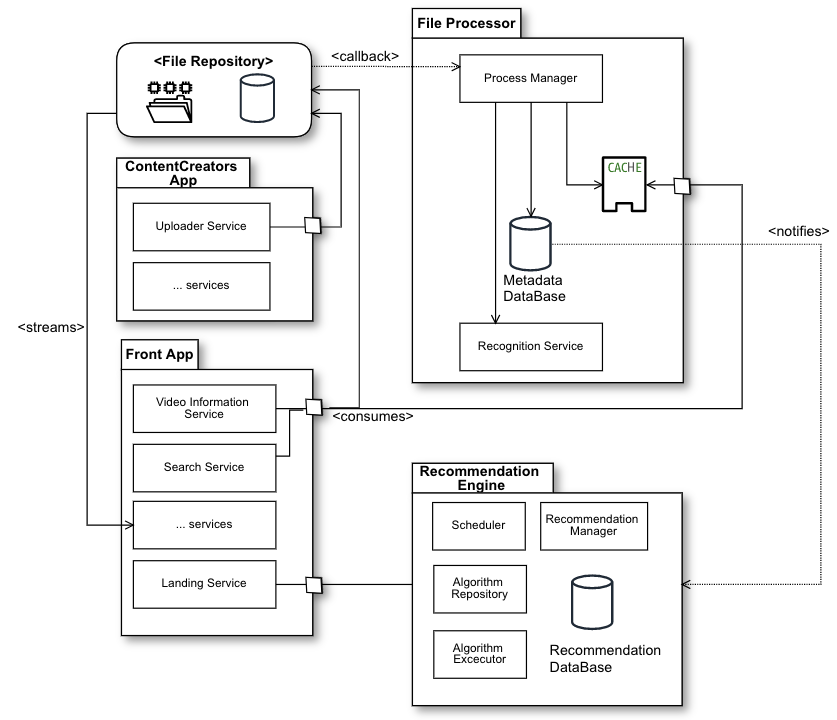 File Processor
<File Repository>
<callback>
Process Manager
ContentCreators
App
CACHE
Uploader Service
<notifies>
... services
Metadata
DataBase
<streams>
Recognition Service
Front App
Video Information
Service
<consumes>
Search Service
Recommendation
Engine
... services
Scheduler
Recommendation
Manager
Landing Service
Algorithm
Repository
Algorithm
Excecutor
Recommendation
DataBase